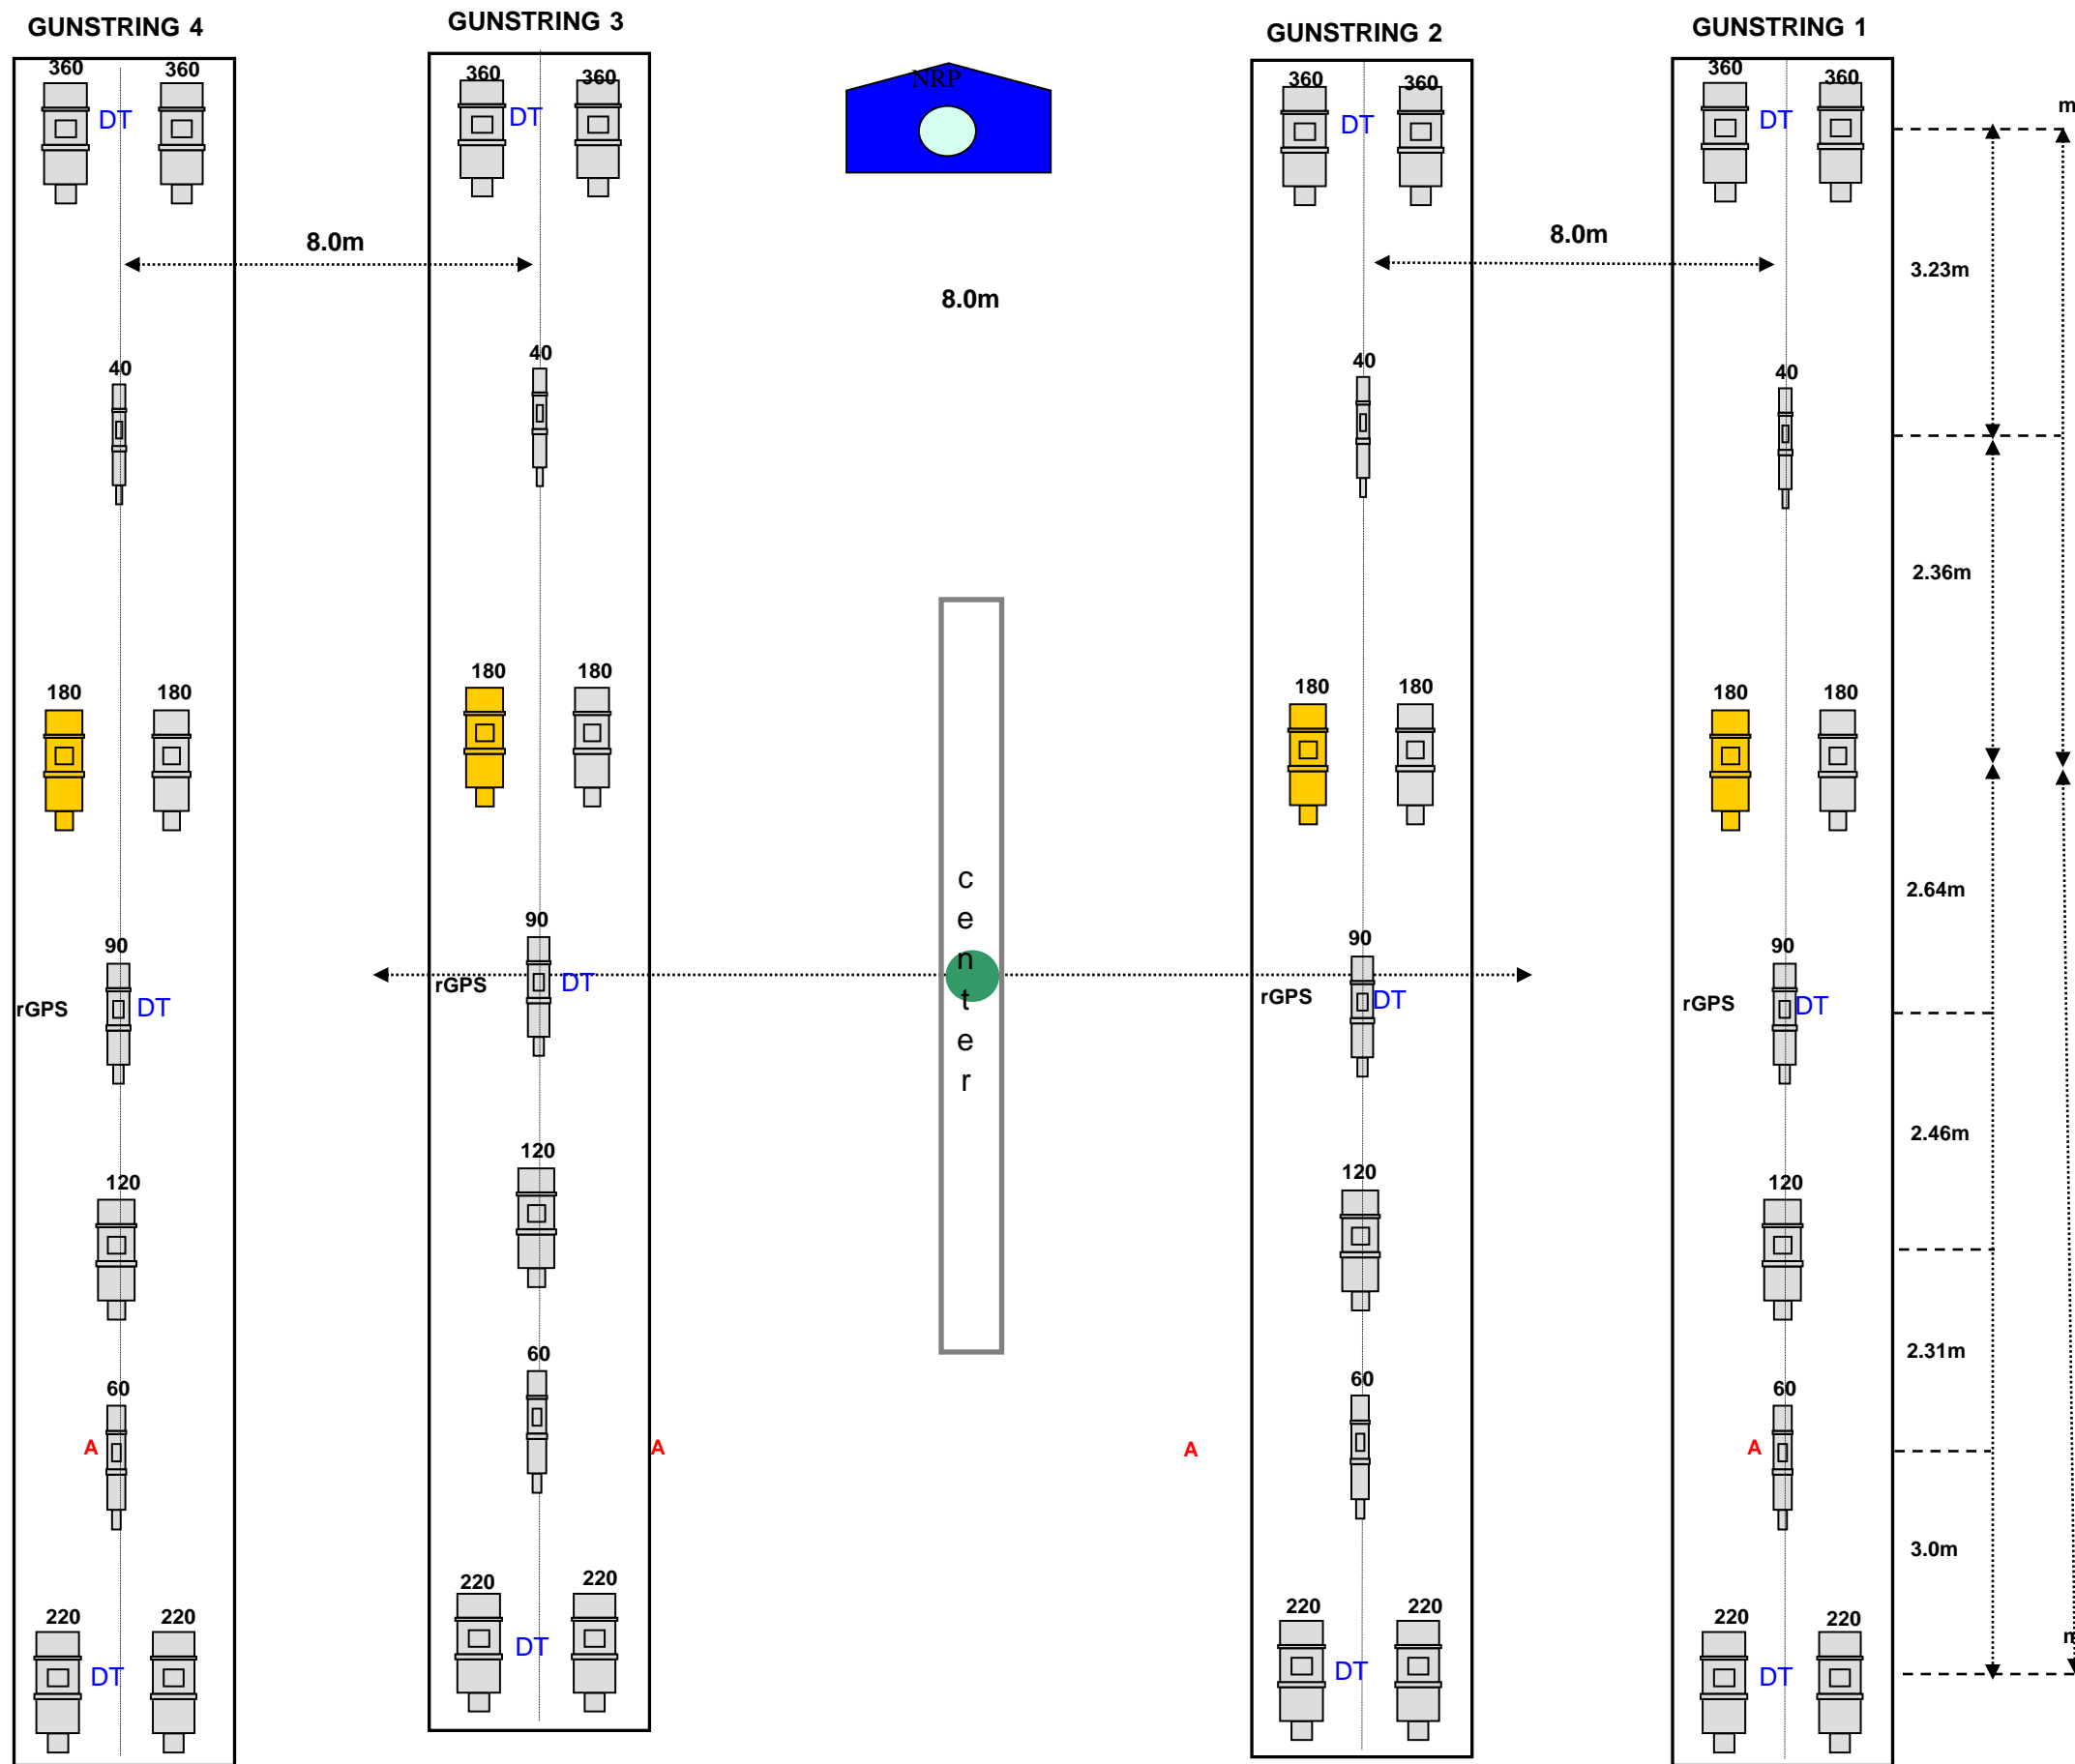 GUNSTRING 4
GUNSTRING 3
GUNSTRING 2
GUNSTRING 1
NRP
360 360
360 360
360 360
360 360
DT
DT
DT
DT
m
8.0m
8.0m
8.0m
3.23m
40
40
40
40
2.36m
180 180
180 180
180 180
180 180
2.64m
center
90
90
90
90
rGPS DT
rGPS DT
rGPS DT
rGPS DT
2.46m
120
120
120
120
2.31m
60
60
60
60
A
A
A
A
3.0m
220 220
220 220
220 220
220 220
DT
DT
DT
DT